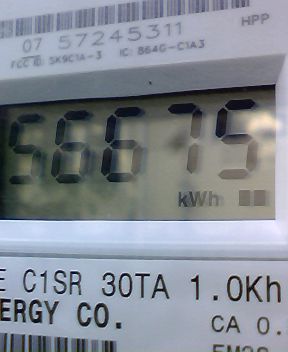 HPP
07 57245311
FCC ID: SK9C1A-3 IC: 864G-C1A3
56675
kWh
E C1SR 30TA 1.0Kh
ERGY CO.
CA 0.